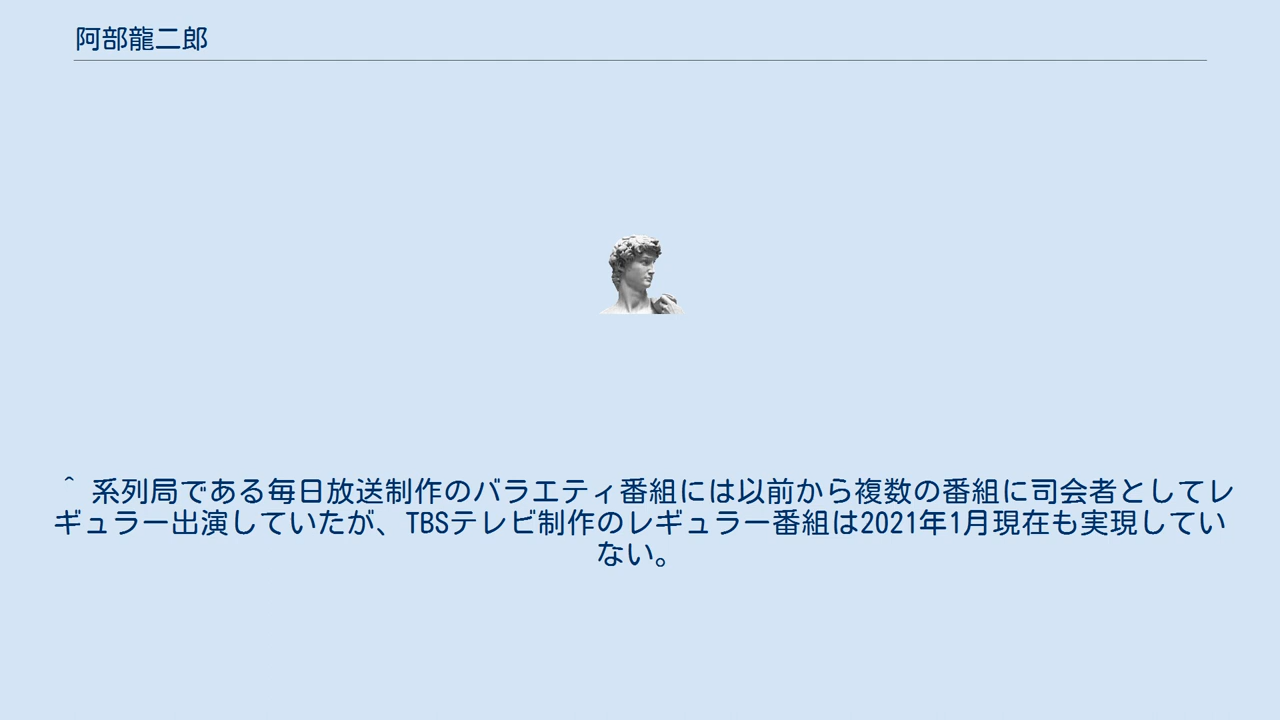 阿部龍二郎
^ 系列局である毎日放送制作のバラエティ番組には以前から複数の番組に司会者としてレ
ギュラー出演していたが、TBSテレビ制作のレギュラー番組は2021年1月現在も実現してい
ない。